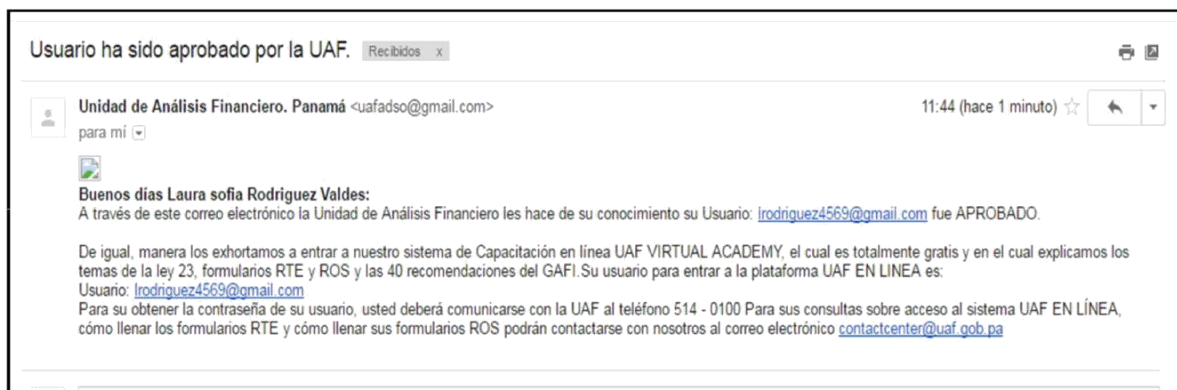 Usuario ha sido aprobado por la UAF. Recibidos x
Unidad de Análisis Financiero. Panamá <uafadso@gmail.com> 11:44 (hace 1 minuto)
para mí
Buenos días Laura sofia Rodriguez Valdes:
A través de este correo electrónico la Unidad de Análisis Financiero les hace de su conocimiento su Usuario: lrodriguez4569@gmail.com fue APROBADO.
De igual, manera los exhortamos a entrar a nuestro sistema de Capacitación en línea UAF VIRTUAL ACADEMY, el cual es totalmente gratis y en el cual explicamos los
temas de la ley 23, formularios RTE y ROS y las 40 recomendaciones del GAFI.Su usuario para entrar a la plataforma UAF EN LINEA es:
Usuario: lrodriguez4569@gmail.com
Para su obtener la contraseña de su usuario, usted deberá comunicarse con la UAF al teléfono 514 - 0100 Para sus consultas sobre acceso al sistema UAF EN LÍNEA,
cómo llenar los formularios RTE y cómo llenar sus formularios ROS podrán contactarse con nosotros al correo electrónico contactcenter@uaf.gob.pa